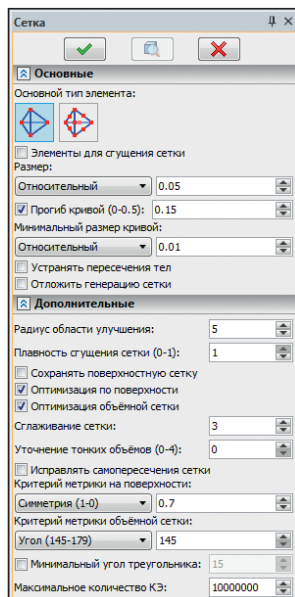 Сетка
Основные
Основной тип элемента:
Элементы для сгущения сетки
Размер:
Относительный 0.05
Прогиб кривой (0-0.5): 0.15
Минимальный размер кривой:
Относительный 0.01
Устранять пересечения тел
Отложить генерацию сетки
Дополнительные
Радиус области улучшения: 5
Плавность сгущения сетки (0-1): 1
Сохранять поверхностную сетку
Оптимизация по поверхности
Оптимизация объёмной сетки
Сглаживание сетки: 3
Уточнение тонких объёмов (0-4): 0
Исправлять самопересечения сетки
Критерий метрики на поверхности:
Симметрия (1-0) 0.7
Критерий метрики объёмной сетки:
Угол (145-179) 145
Минимальный угол треугольника: 15
Максимальное количество КЭ: 10000000